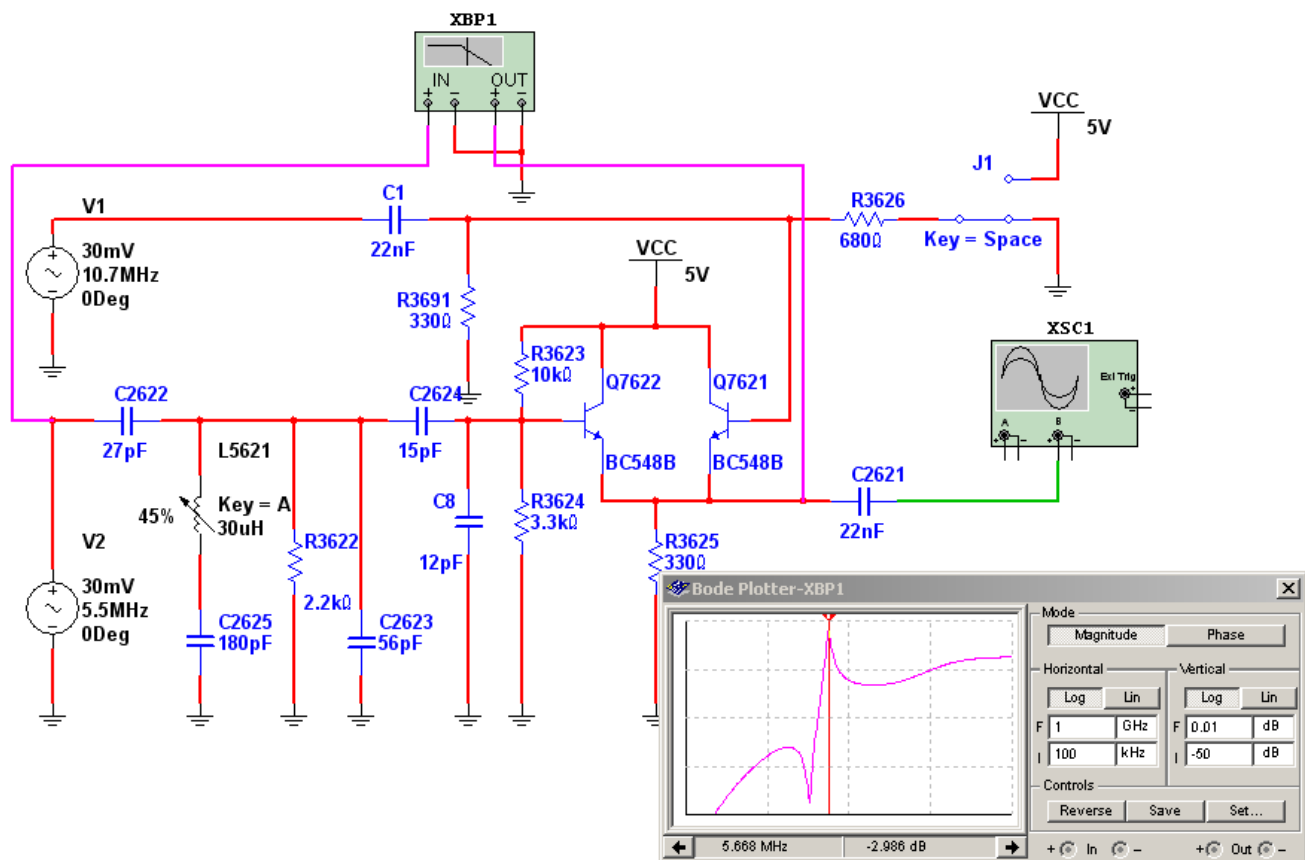 XBP1
IN OUT
+ - + -
VCC
5V
J1
V1
C1
R3626
30mV
10.7MHz
0Deg
22nF
680Ω
Key = Space
VCC
5V
R3691
330Ω
XSC1
R3623
10kΩ
Q7622
Q7621
Ext Trig
+
-
A
B
+ - + -
C2622
C2624
27pF
L5621
15pF
BC548B
BC548B
C2621
Key = A
45%
30uH
C8
R3624
3.3kΩ
22nF
V2
R3622
12pF
R3625
330Ω
30mV
5.5MHz
0Deg
2.2kΩ
C2625
180pF
C2623
56pF
Bode Plotter-XBP1
Mode
Magnitude
Phase
Horizontal
Vertical
Log
Lin
Log
Lin
F 1 GHz
F 0.01 dB
I 100 kHz
I -50 dB
Controls
Reverse
Save
Set...
5.668 MHz
-2.986 dB
+ In -
+ Out -